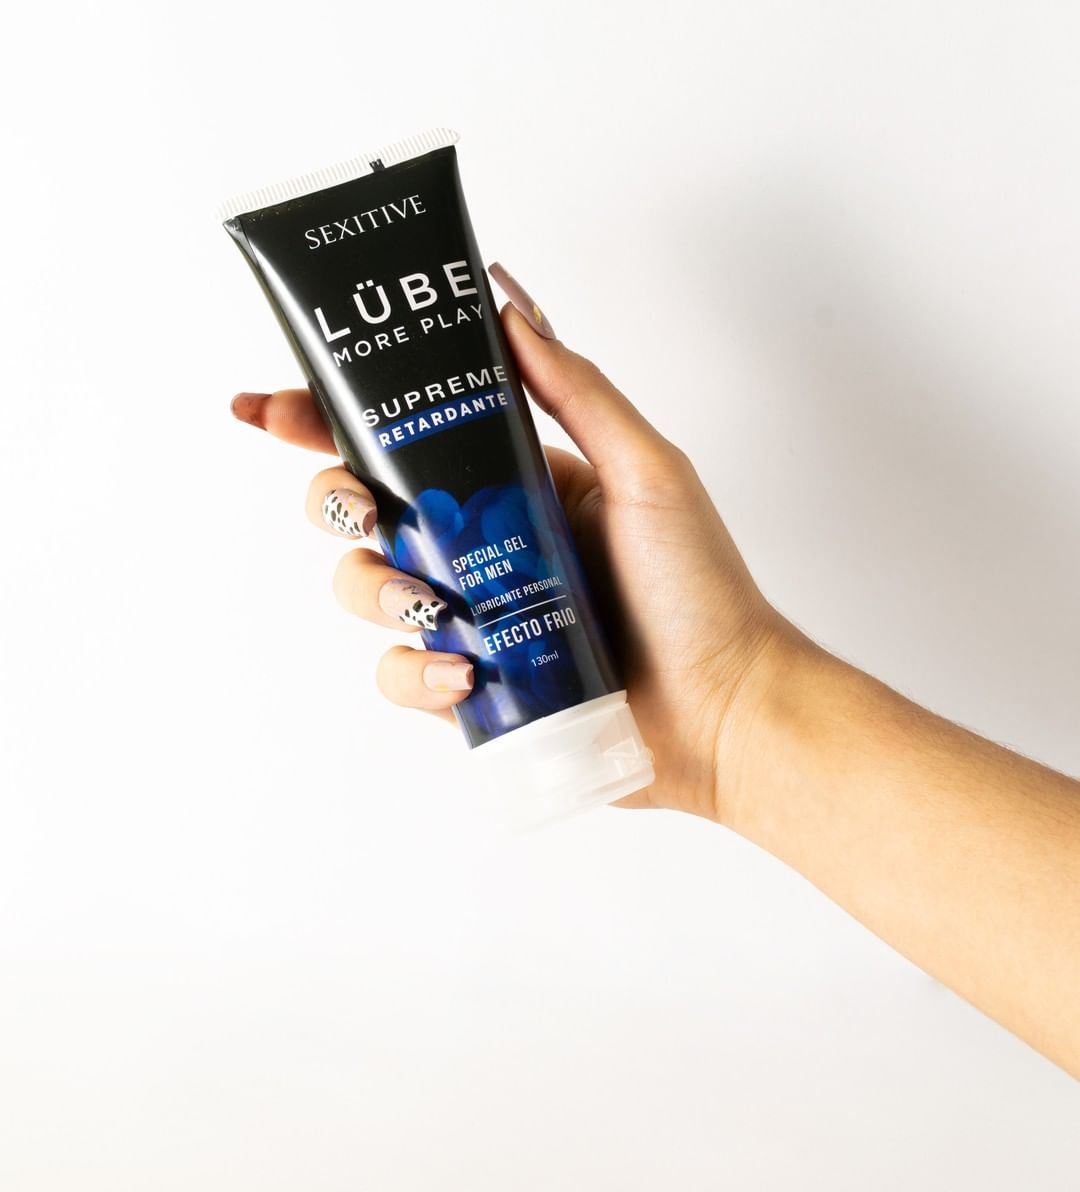 SEXITIVE
LÜBE
MORE PLAY
SUPREME
RETARDANTE
SPECIAL GEL
FOR MEN
LUBRICANTE PERSONAL
EFECTO FRIO
130ml